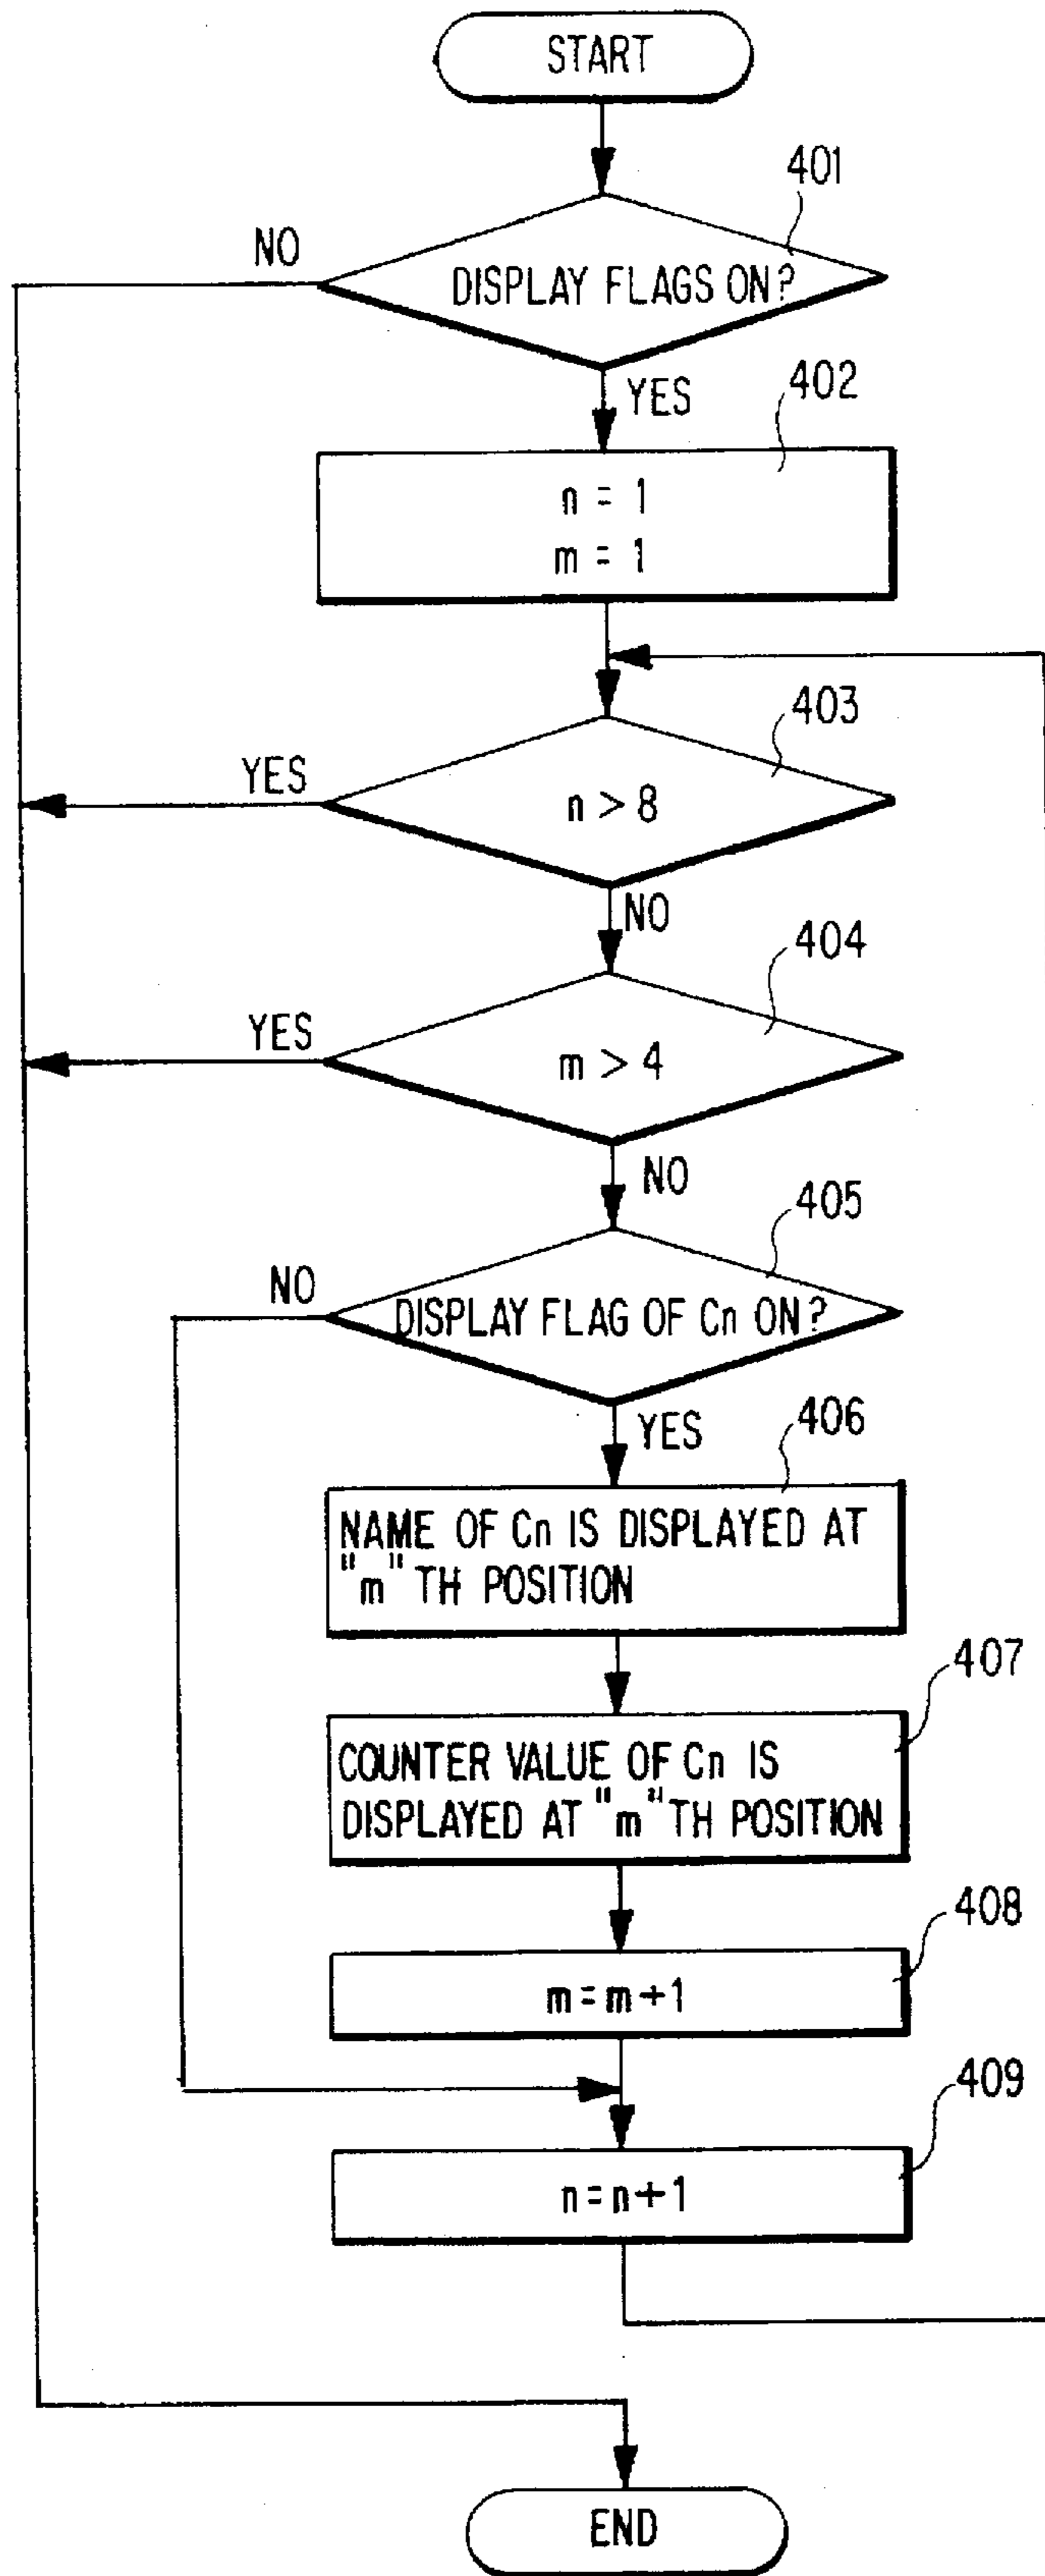 START
401
NO
DISPLAY FLAGS ON?
YES
402
n = 1
m = 1
403
YES
n > 8
NO
404
YES
m > 4
NO
405
NO
DISPLAY FLAG OF Cn ON?
YES
406
NAME OF Cn IS DISPLAYED AT
"m" TH POSITION
407
COUNTER VALUE OF Cn IS
DISPLAYED AT "m" TH POSITION
408
m = m + 1
409
n = n + 1
END